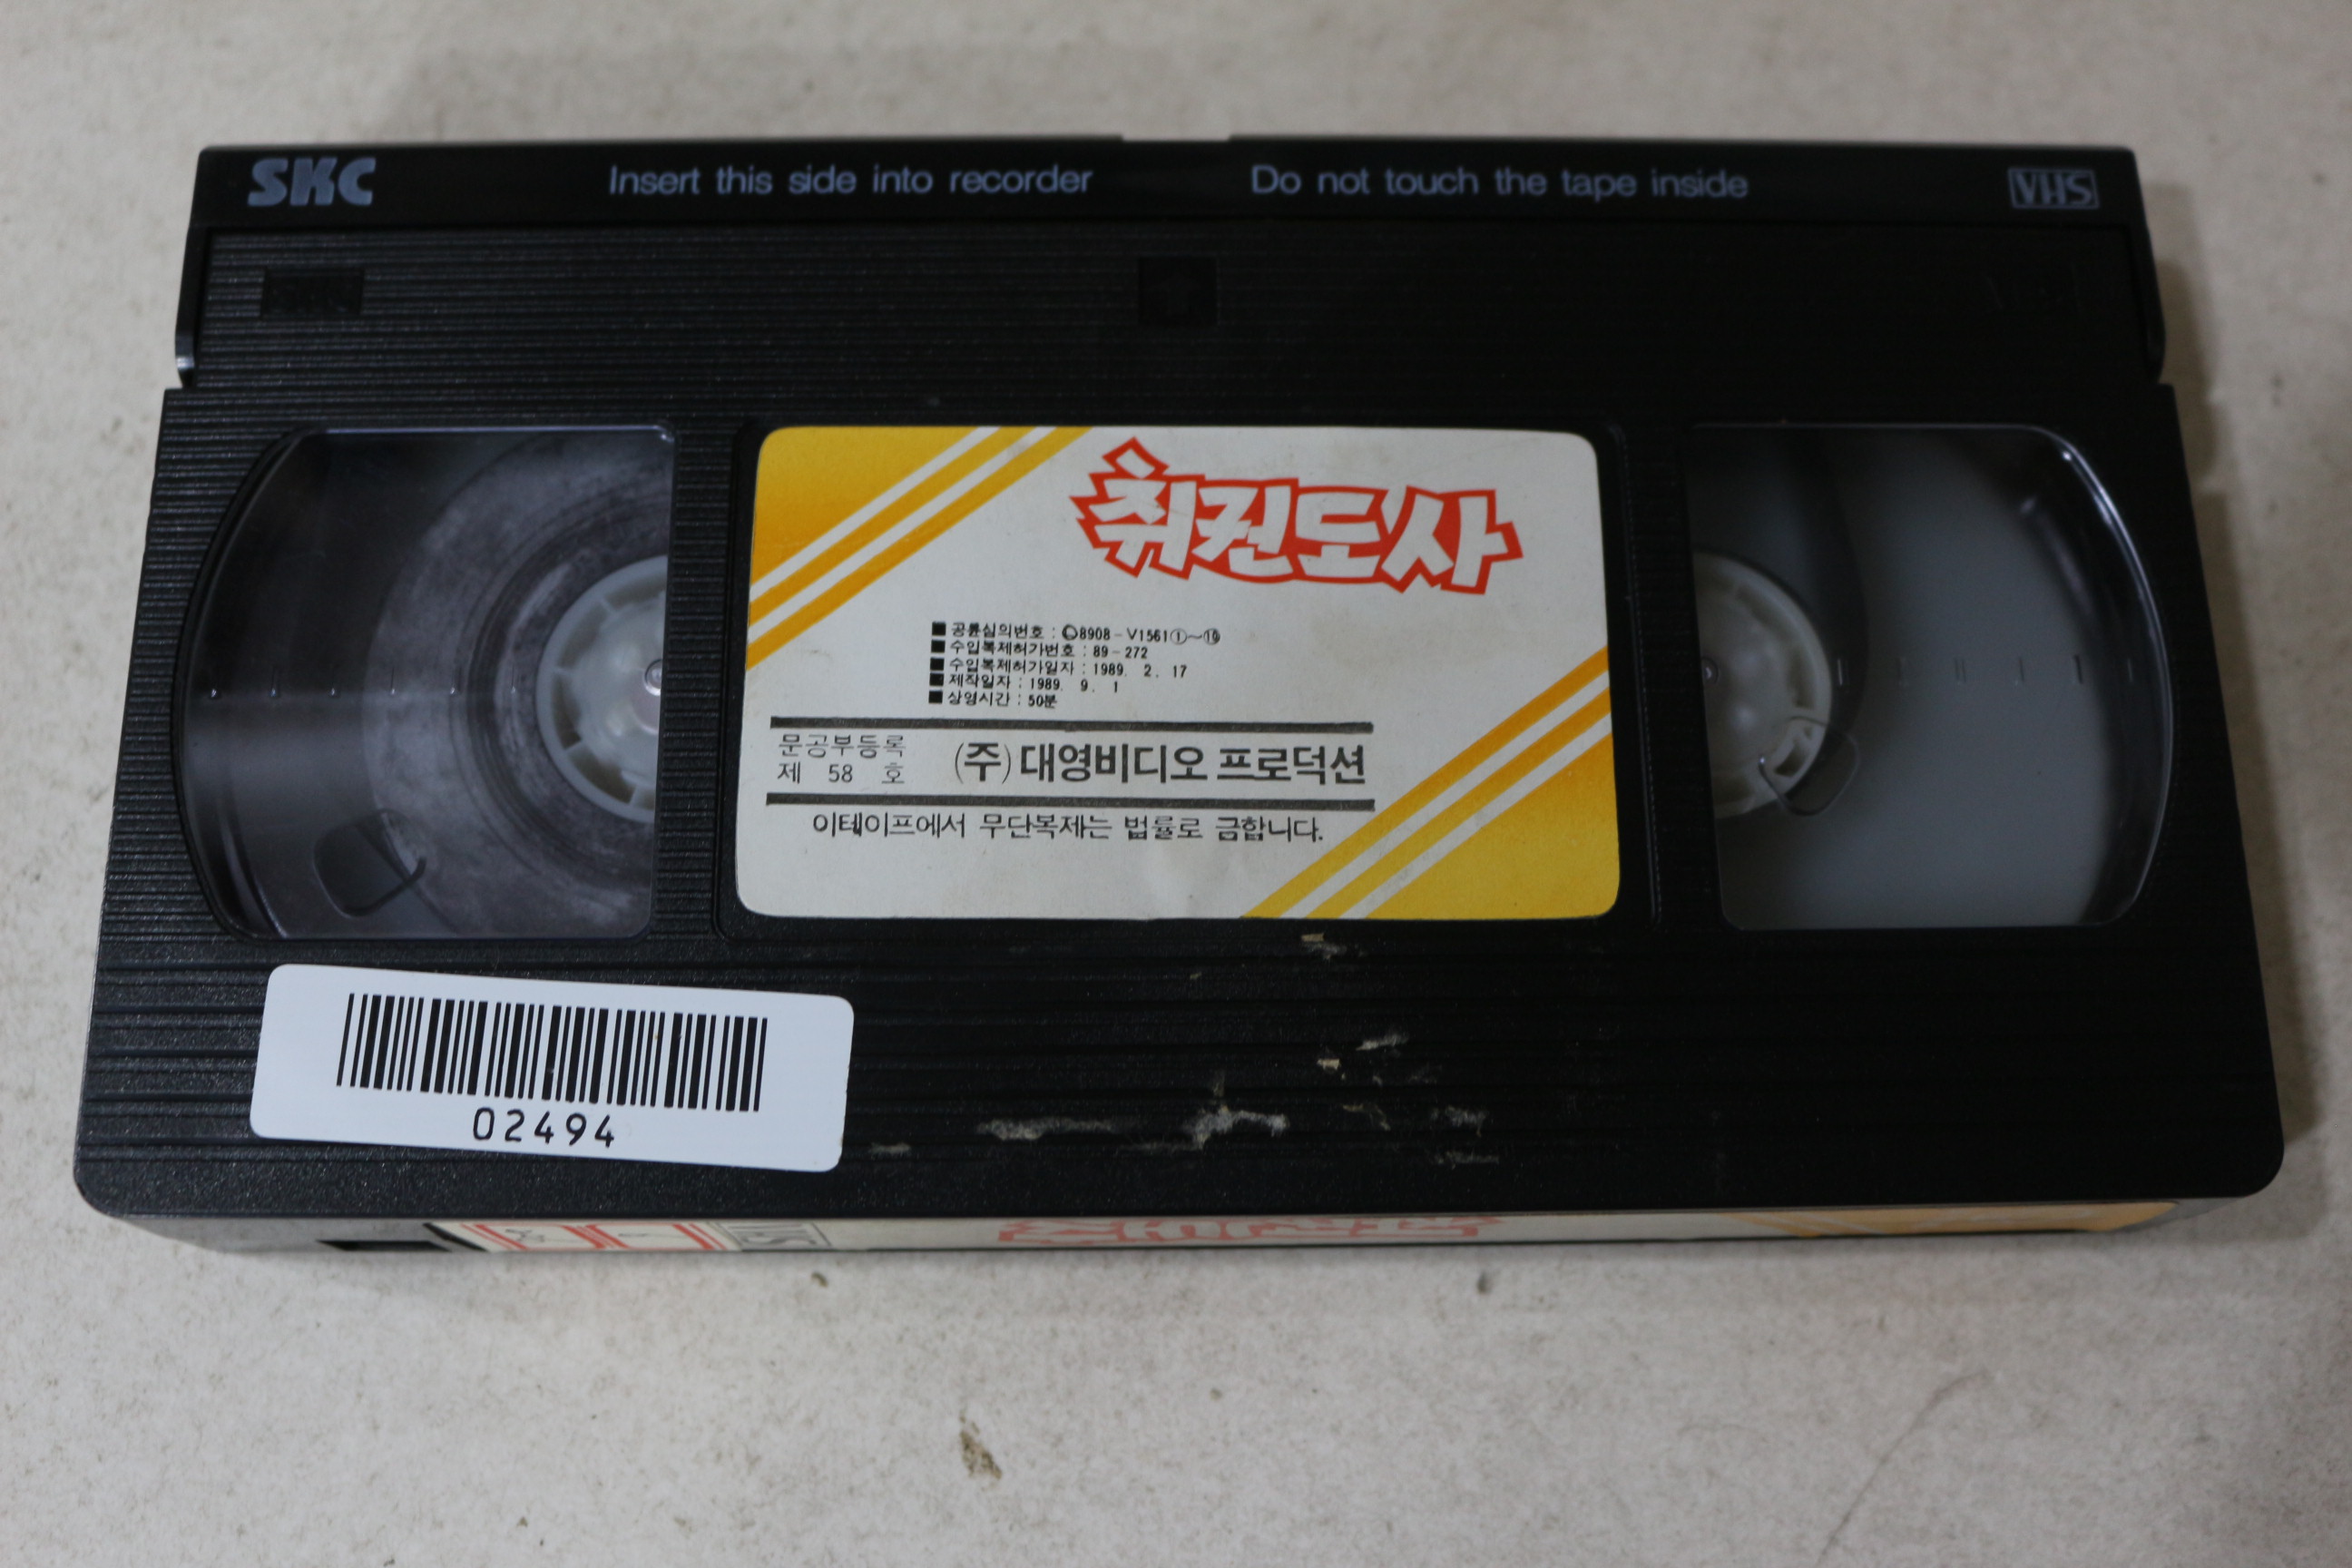 SKC Insert this side into recorder Do not touch the tape inside VHS
취권도사
■ 공륜심의번호 : Ⓒ8908-V1561①~⑩
■ 수입복제허가번호 : 89-272
■ 수입복제허가일자 : 1989. 2. 17
■ 제작일자 : 1989. 9. 1
■ 상영시간 : 50분
문공부등록
제 58 호
(주)대영비디오 프로덕션
이테이프에서 무단복제는 법률로 금합니다.
02494